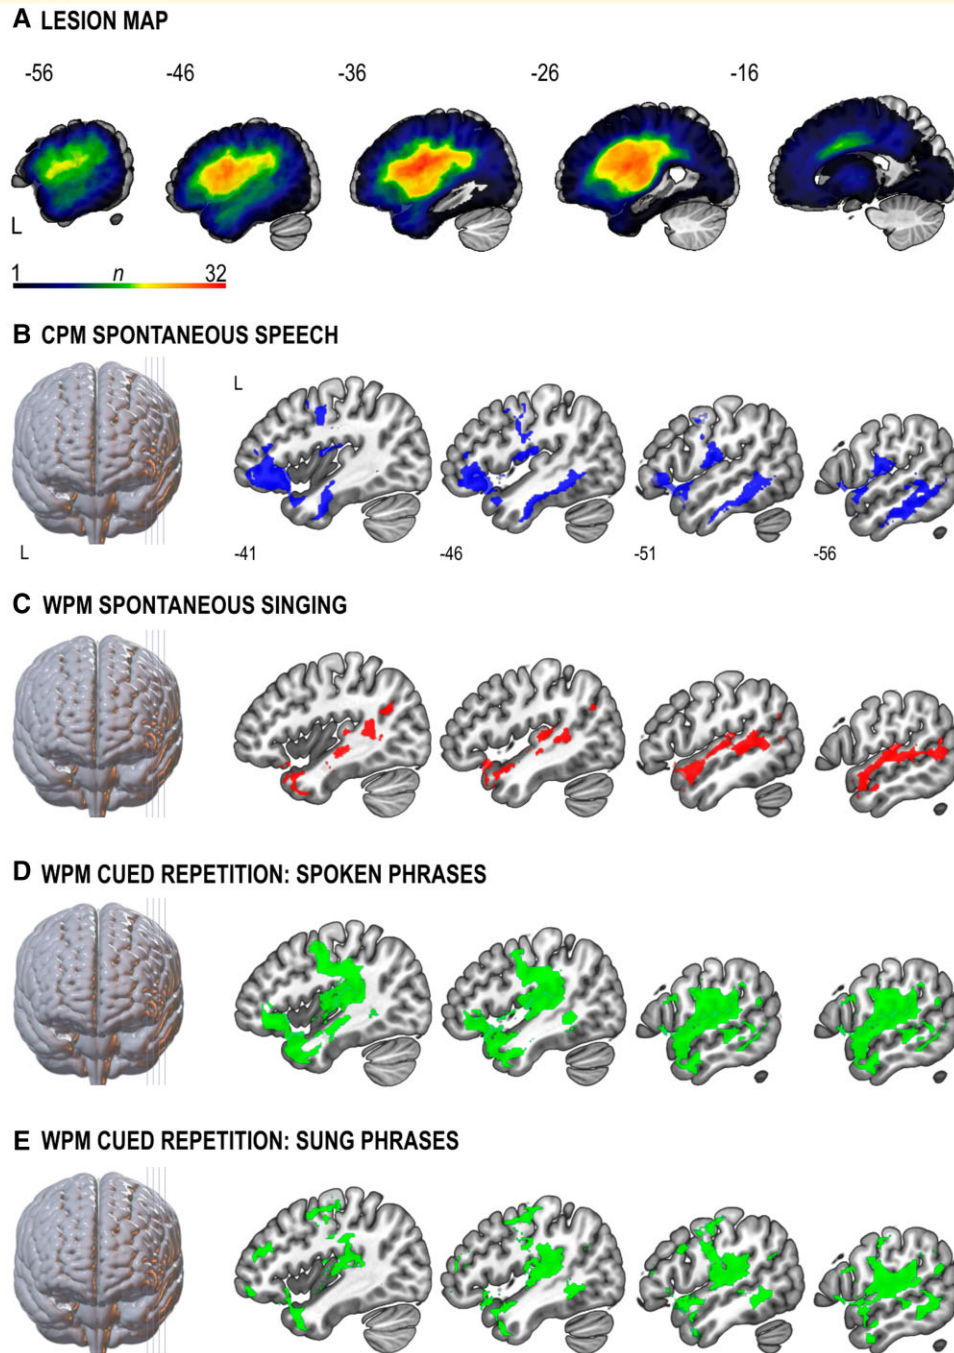 A LESION MAP
-56 -46 -36 -26 -16
L
1 n 32
B CPM SPONTANEOUS SPEECH
L
L -41 -46 -51 -56
C WPM SPONTANEOUS SINGING
D WPM CUED REPETITION: SPOKEN PHRASES
E WPM CUED REPETITION: SUNG PHRASES